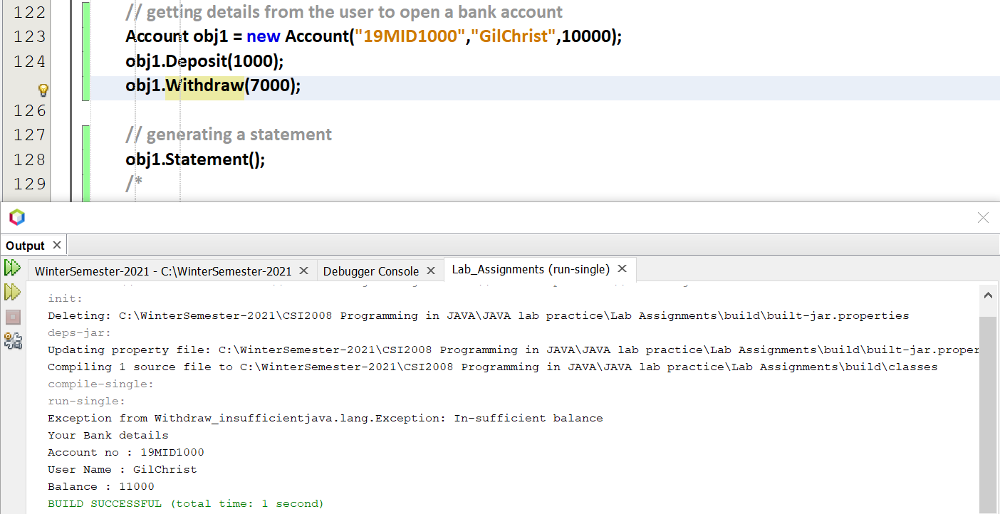 122 // getting details from the user to open a bank account
123 Account obj1 = new Account("19MID1000","GilChrist",10000);
124 obj1.Deposit(1000);
obj1.Withdraw(7000);
126
127 // generating a statement
128 obj1.Statement();
129 /*
Output
WinterSemester-2021 - C:\WinterSemester-2021 Debugger Console Lab_Assignments (run-single)
init:
Deleting: C:\WinterSemester-2021\CSI2008 Programming in JAVA\JAVA lab practice\Lab Assignments\build\built-jar.properties
deps-jar:
Updating property file: C:\WinterSemester-2021\CSI2008 Programming in JAVA\JAVA lab practice\Lab Assignments\build\built-jar.proper
Compiling 1 source file to C:\WinterSemester-2021\CSI2008 Programming in JAVA\JAVA lab practice\Lab Assignments\build\classes
compile-single:
run-single:
Exception from Withdraw_insufficientjava.lang.Exception: In-sufficient balance
Your Bank details
Account no : 19MID1000
User Name : GilChrist
Balance : 11000
BUILD SUCCESSFUL (total time: 1 second)